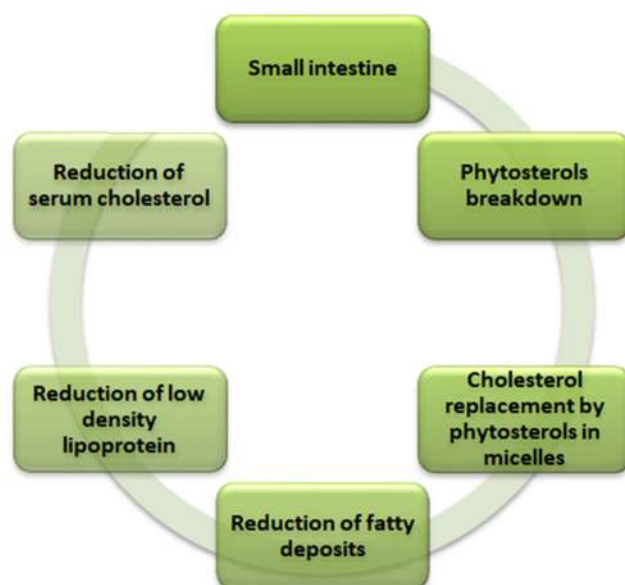 Small intestine
Phytosterols
breakdown
Cholesterol
replacement by
phytosterols in
micelles
Reduction of fatty
deposits
Reduction of low
density
lipoprotein
Reduction of
serum cholesterol